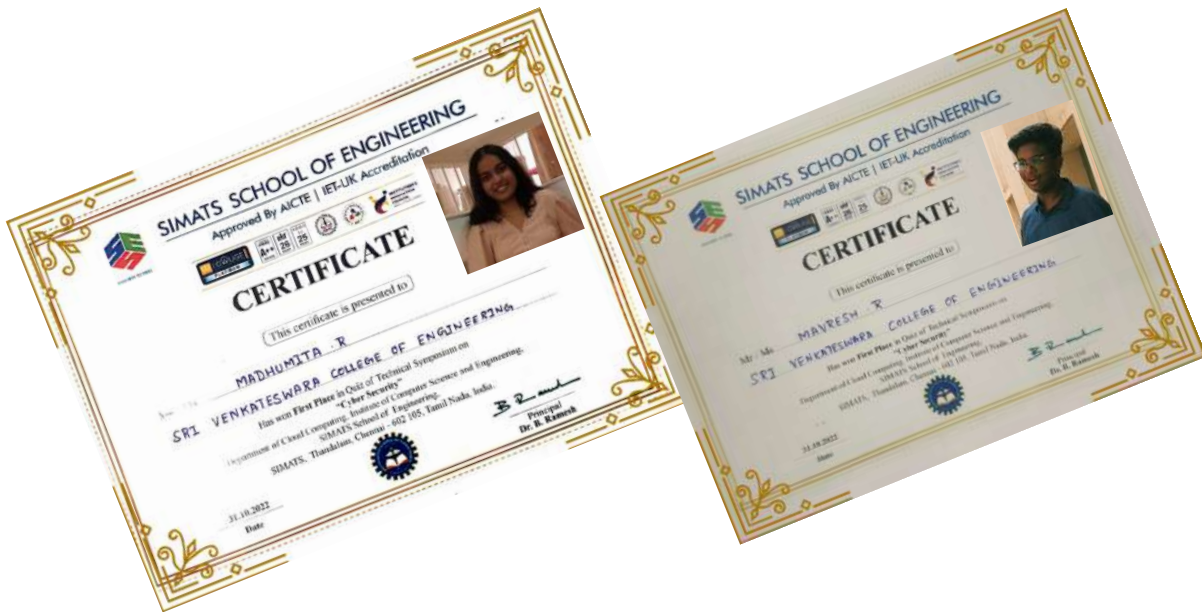 SIMATS SCHOOL OF ENGINEERING
Approved By AICTE | IET-UK Accreditation
PLATINUM
A++
26
25
CERTIFICATE
This certificate is presented to
MADHUMITA .R
SRI VENKATESWARA COLLEGE OF ENGINEERING
Has won First Place in Quiz of Technical Symposium on
"Cyber Security"
Department of Cloud Computing, Institute of Computer Science and Engineering,
SIMATS School of Engineering,
SIMATS, Thandalam, Chennai - 602 105, Tamil Nadu, India.
Principal
Dr. B. Ramesh
31.10.2022
Date
SIMATS SCHOOL OF ENGINEERING
Approved By AICTE | IET-UK Accreditation
PLATINUM
A++
26
25
CERTIFICATE
This certificate is presented to
Mr / Ms MAVRESH .R
SRI VENKATESWARA COLLEGE OF ENGINEERING
Has won First Place in Quiz of Technical Symposium on
"Cyber Security"
Department of Cloud Computing, Institute of Computer Science and Engineering,
SIMATS School of Engineering,
SIMATS, Thandalam, Chennai - 602 105, Tamil Nadu, India.
Principal
Dr. B. Ramesh
31.10.2022
Date